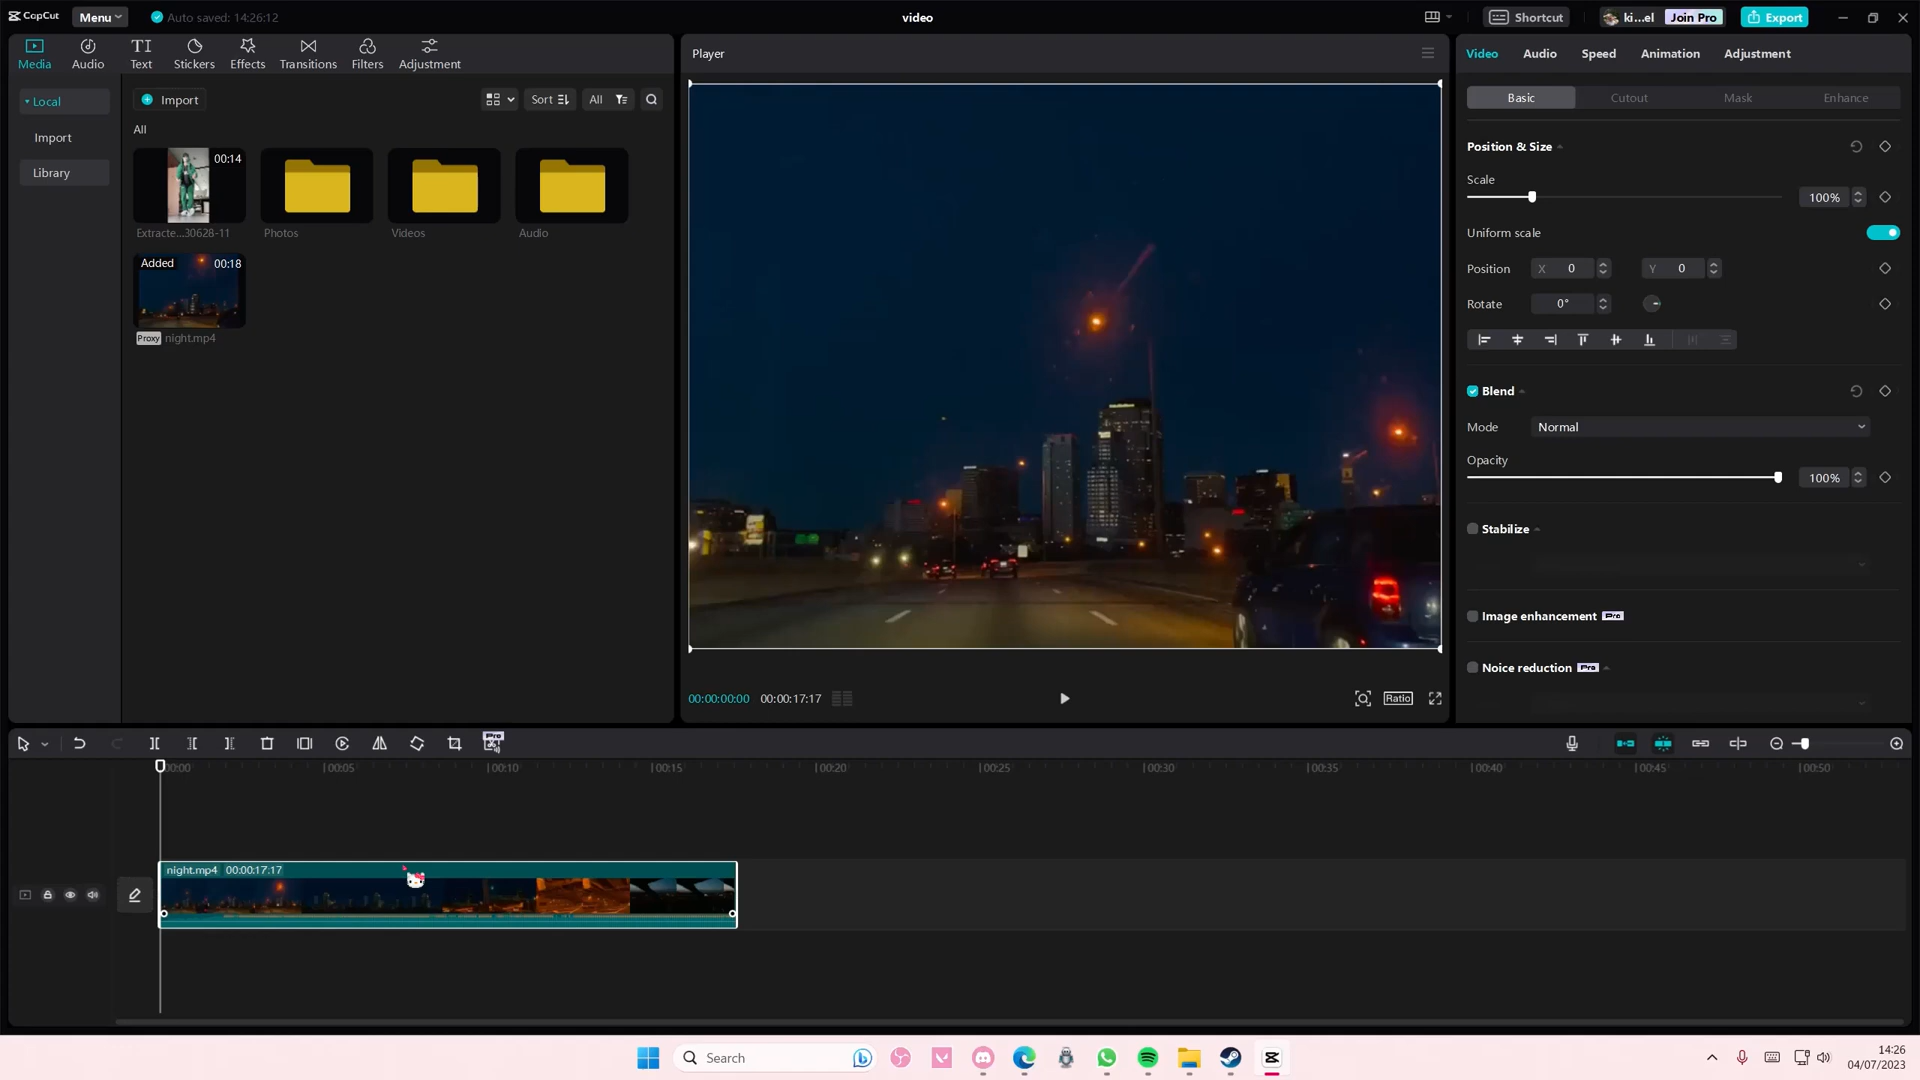 CapCut
Menu
Auto saved: 14:26:12
video
Shortcut
ki...el
Join Pro
Export
Media
Audio
Text
Stickers
Effects
Transitions
Filters
Adjustment
Player
Video
Audio
Speed
Animation
Adjustment
Local
Import
Library
Import
Sort
All
All
00:14
Extracte...30628-11
Photos
Videos
Audio
Added
00:18
Proxy
night.mp4
00:00:00:00
00:00:17:17
Ratio
Basic
Cutout
Mask
Enhance
Position & Size
Scale
100%
Uniform scale
Position
X 0
Y 0
Rotate
0°
Blend
Mode
Normal
Opacity
100%
Stabilize
Image enhancement Pro
Noice reduction Pro
Pro
00:00
00:05
00:10
00:15
00:20
00:25
00:30
00:35
00:40
00:45
00:50
night.mp4 00:00:17:17
Search
14:26
04/07/2023